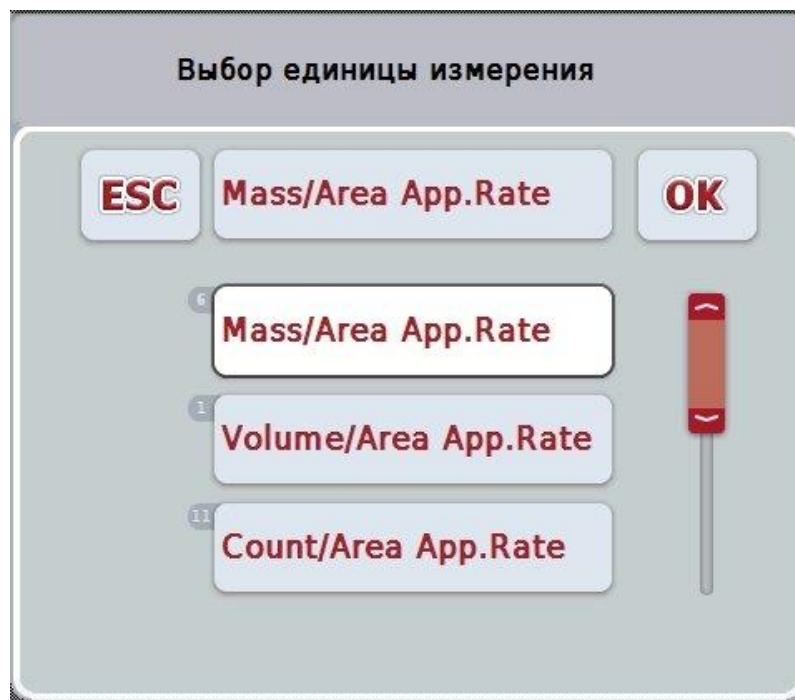 Выбор единицы измерения
ESC
Mass/Area App.Rate
OK
6
Mass/Area App.Rate
1
Volume/Area App.Rate
11
Count/Area App.Rate